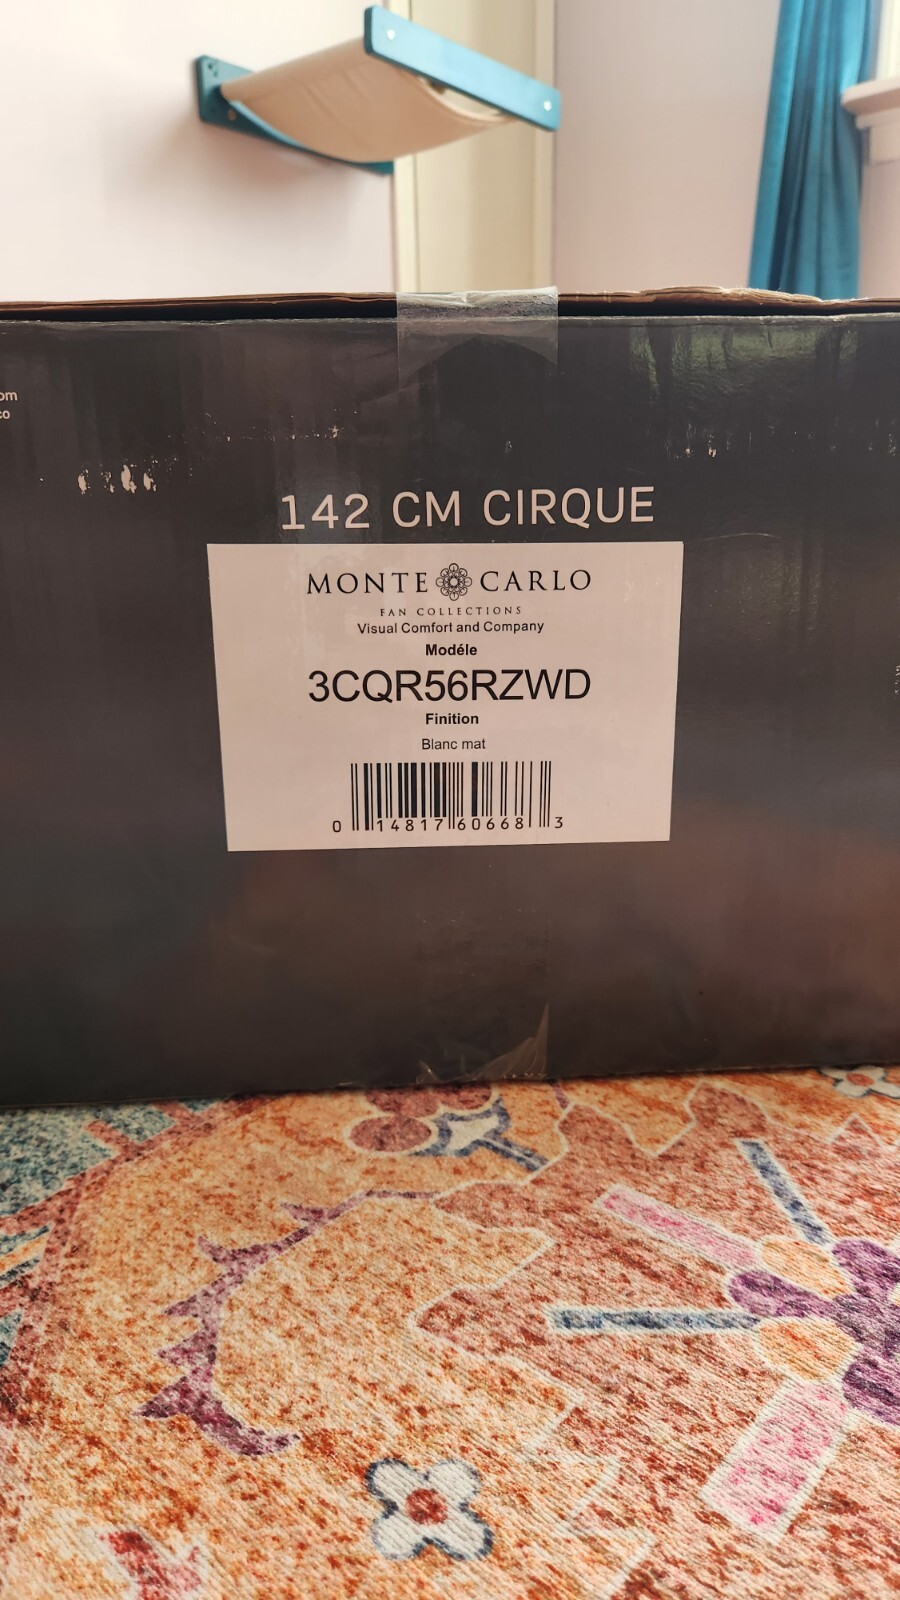 142 CM CIRQUE
MONTE CARLO
FAN COLLECTIONS
Visual Comfort and Company
Modéle
3CQR56RZWD
Finition
Blanc mat
0 14817 60668 3